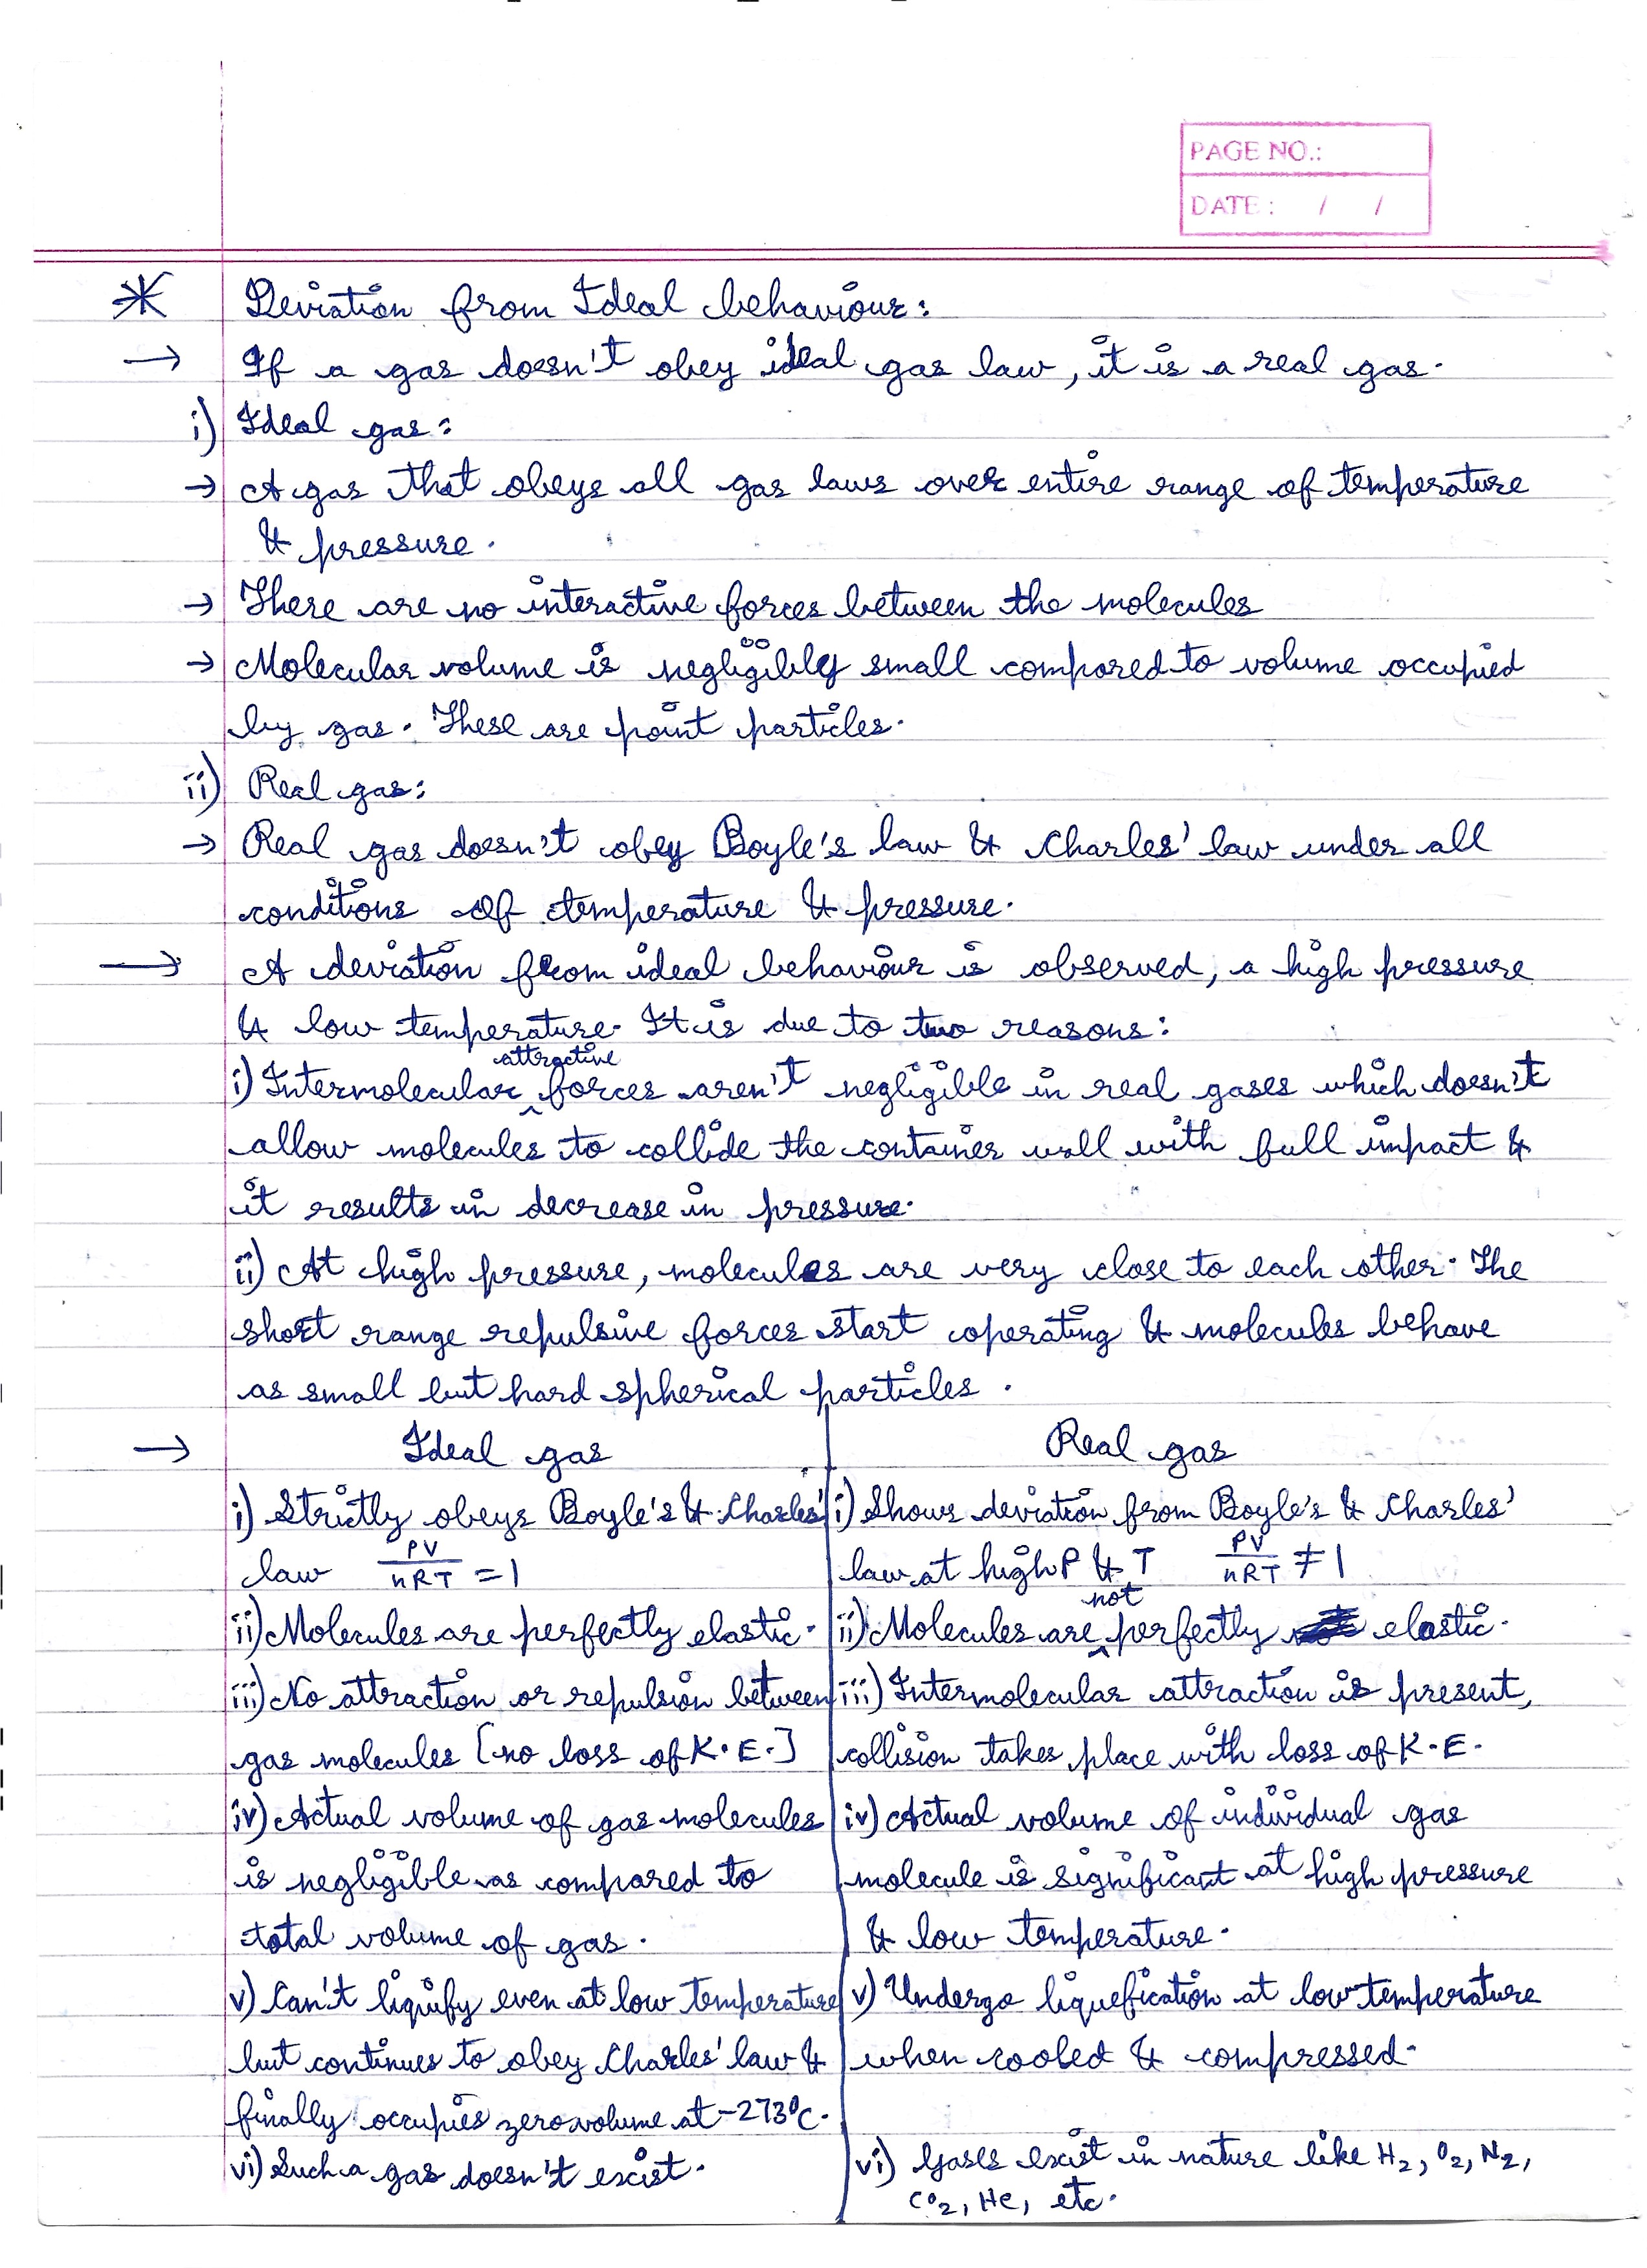 PAGE NO.:
DATE : / /
* Deviation from Ideal behaviour:
→ If a gas doesn't obey ideal gas law, it is a real gas.
i) Ideal gas:
→ A gas that obeys all gas laws over entire range of temperature
& pressure.
→ There are no interactive forces between the molecules
→ Molecular volume is negligibly small compared to volume occupied
by gas. These are point particles.
ii) Real gas:
→ Real gas doesn't obey Boyle's law & Charles' law under all
conditions of temperature & pressure.
→ A deviation from ideal behaviour is observed, a high pressure
& low temperature. It is due to two reasons:
i) Intermolecular attractive forces aren't negligible in real gases which doesn't
allow molecules to collide the container wall with full impact &
it results in decrease in pressure.
ii) At high pressure, molecules are very close to each other. The
short range repulsive forces start operating & molecules behave
as small but hard spherical particles.
→ Ideal gas
i) Strictly obeys Boyle's & Charles'
law PV/nRT = 1
ii) Molecules are perfectly elastic.
iii) No attraction or repulsion between
gas molecules [no loss of K.E.]
iv) Actual volume of gas molecules
is negligible as compared to
total volume of gas.
v) Can't liquify even at low temperature
but continues to obey Charles' law &
finally occupies zero volume at -273°C.
vi) Such a gas doesn't exist.
Real gas
i) Shows deviation from Boyle's & Charles'
law at high P & T PV/nRT ≠ 1
ii) Molecules are not perfectly elastic.
iii) Intermolecular attraction is present,
collision takes place with loss of K.E.
iv) Actual volume of individual gas
molecule is significant at high pressure
& low temperature.
v) Undergo liquefication at low temperature
when cooled & compressed.
vi) Gases exist in nature like H₂, O₂, N₂,
CO₂, He, etc.